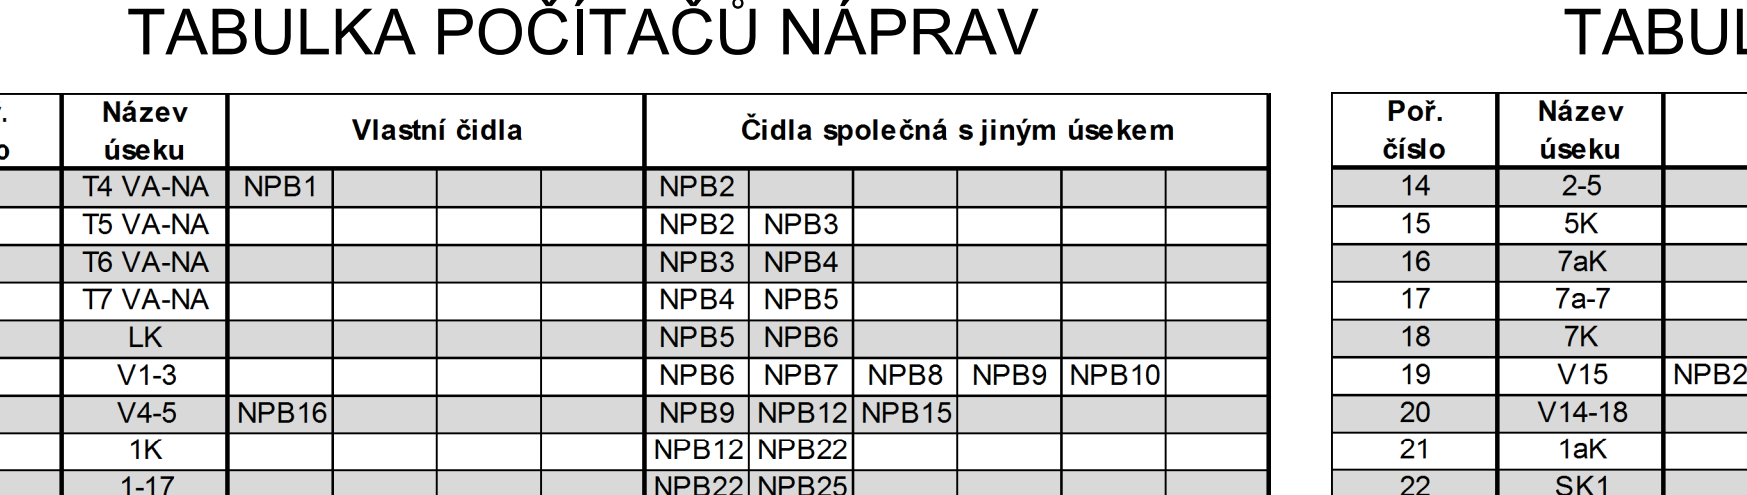 TABULKA POČÍTAČŮ NÁPRAV
Název úseku Vlastní čidla Čidla společná s jiným úsekem
T4 VA-NA NPB1 NPB2
T5 VA-NA NPB2 NPB3
T6 VA-NA NPB3 NPB4
T7 VA-NA NPB4 NPB5
LK NPB5 NPB6
V1-3 NPB6 NPB7 NPB8 NPB9 NPB10
V4-5 NPB16 NPB9 NPB12 NPB15
1K NPB12 NPB22
1-17 NPB22 NPB25
Poř. číslo Název úseku
14 2-5
15 5K
16 7aK
17 7a-7
18 7K
19 V15
20 V14-18
21 1aK
22 SK1